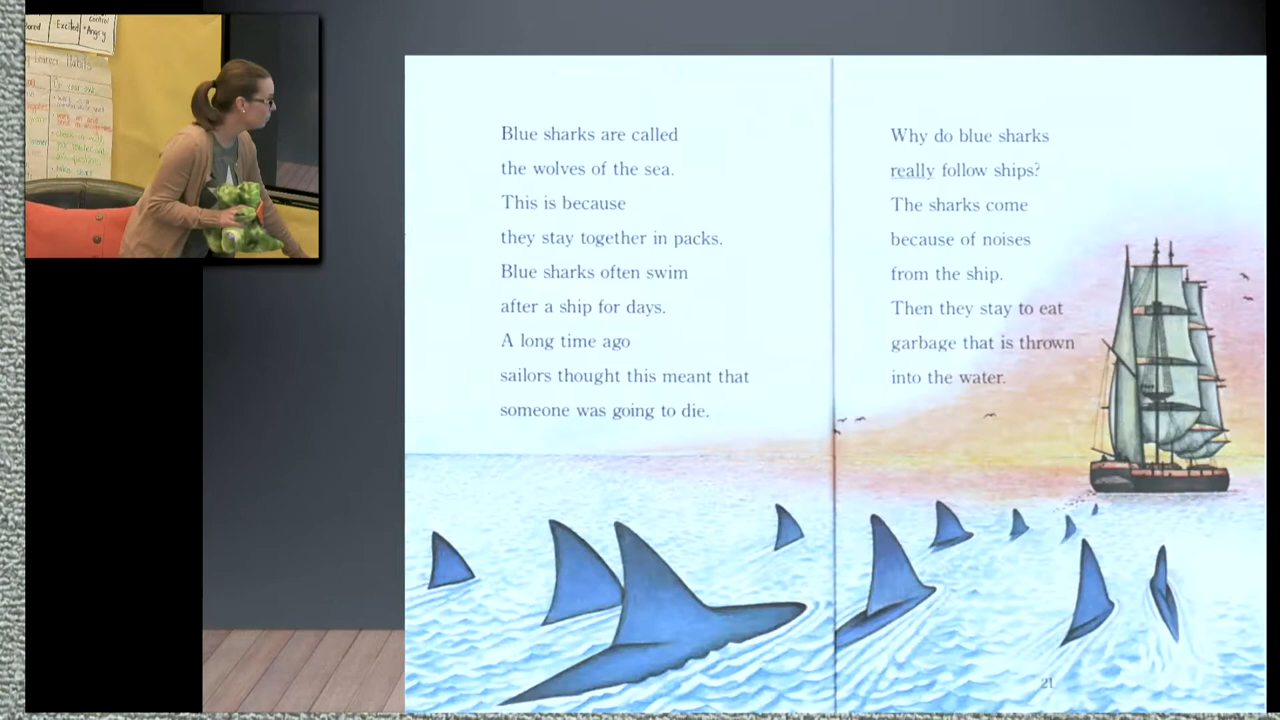 Excited
control
*Angry
Learner Habits
Blue sharks are called
the wolves of the sea.
This is because
they stay together in packs.
Blue sharks often swim
after a ship for days.
A long time ago
sailors thought this meant that
someone was going to die.
Why do blue sharks
really follow ships?
The sharks come
because of noises
from the ship.
Then they stay to eat
garbage that is thrown
into the water.
21